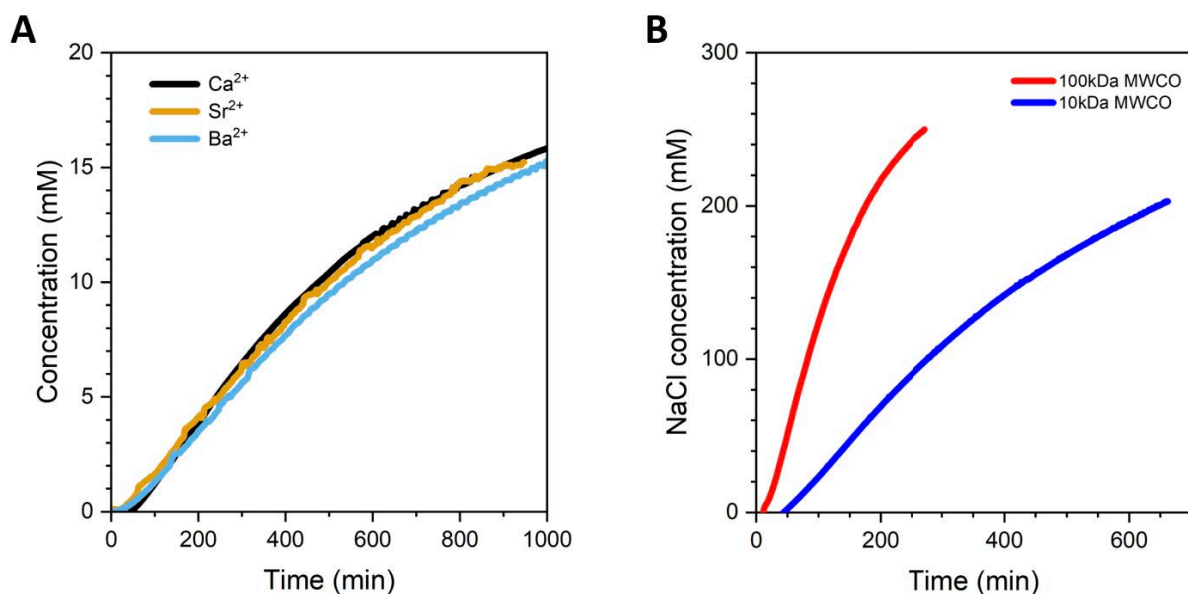 A
20
15
10
5
0
Concentration (mM)
Ca²⁺
Sr²⁺
Ba²⁺
0 200 400 600 800 1000
Time (min)
B
300
200
100
0
NaCl concentration (mM)
100kDa MWCO
10kDa MWCO
0 200 400 600
Time (min)